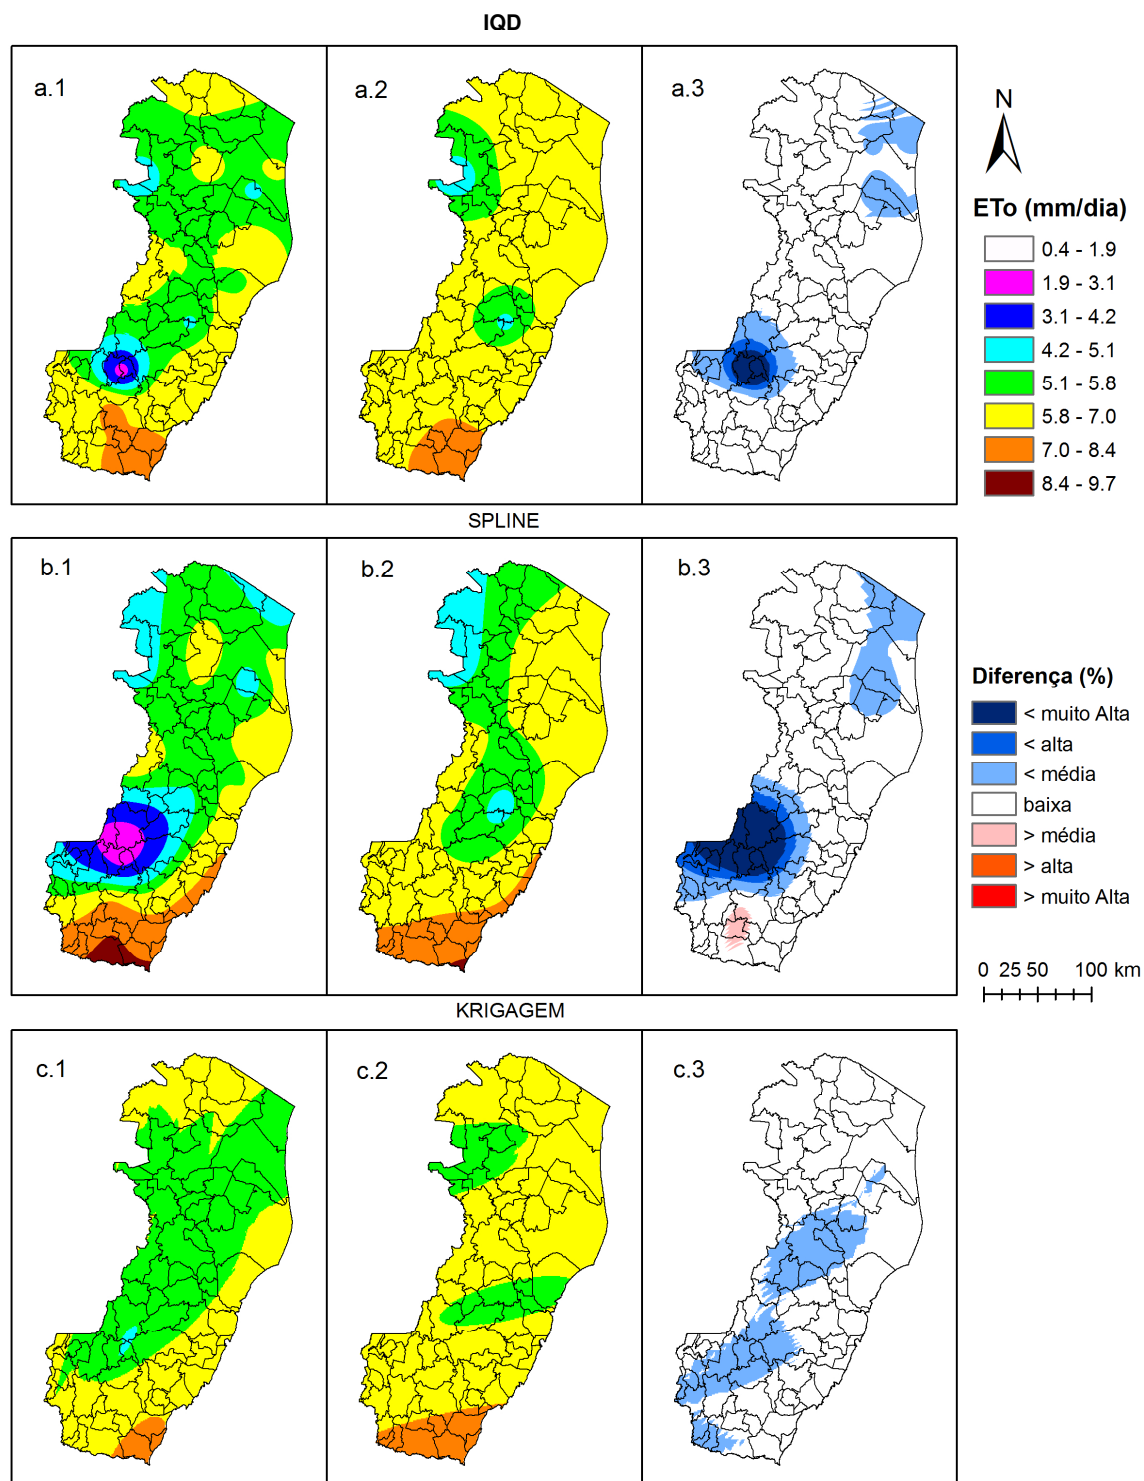 IQD
a.1
a.2
a.3
N
ETo (mm/dia)
0.4 - 1.9
1.9 - 3.1
3.1 - 4.2
4.2 - 5.1
5.1 - 5.8
5.8 - 7.0
7.0 - 8.4
8.4 - 9.7
SPLINE
b.1
b.2
b.3
Diferença (%)
< muito Alta
< alta
< média
baixa
> média
> alta
> muito Alta
0 25 50 100 km
KRIGAGEM
c.1
c.2
c.3